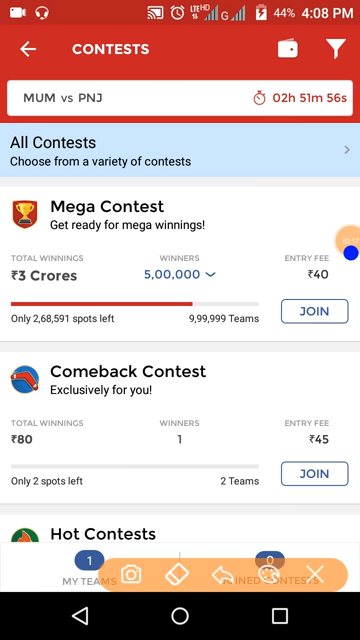 LTE HD G 44% 4:08 PM
CONTESTS
MUM vs PNJ 02h 51m 56s
All Contests
Choose from a variety of contests
Mega Contest
Get ready for mega winnings!
TOTAL WINNINGS WINNERS ENTRY FEE
₹3 Crores 5,00,000 ₹40
Only 2,68,591 spots left 9,99,999 Teams JOIN
Comeback Contest
Exclusively for you!
TOTAL WINNINGS WINNERS ENTRY FEE
₹80 1 ₹45
Only 2 spots left 2 Teams JOIN
Hot Contests
1 0
MY TEAMS JOINED CONTESTS